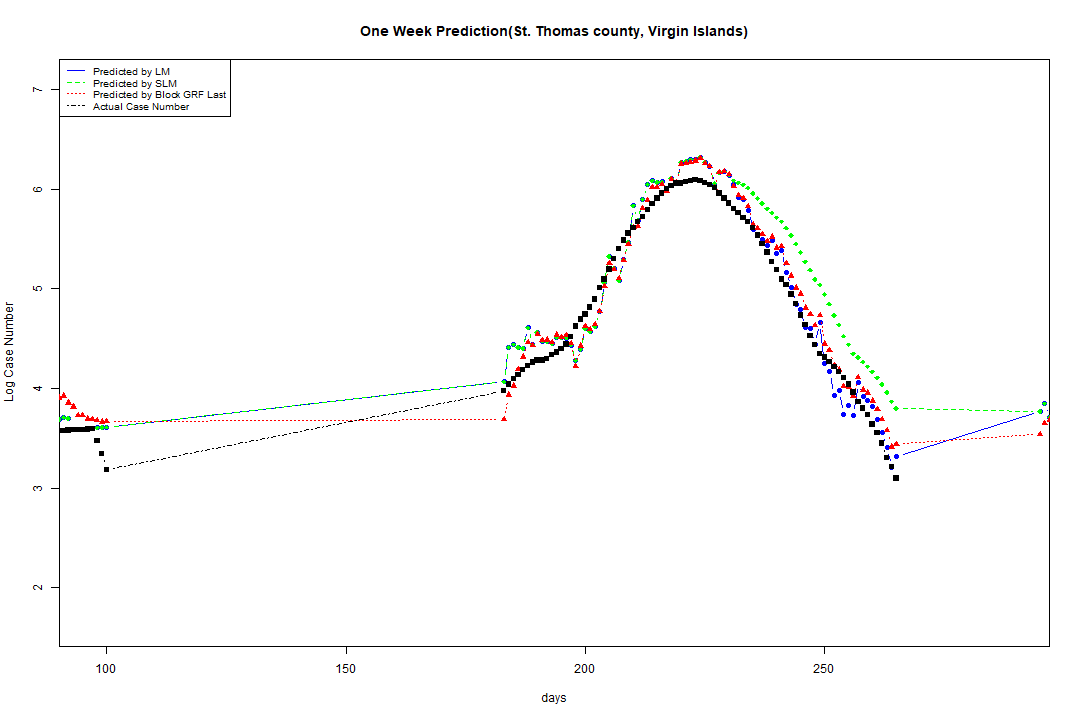 One Week Prediction(St. Thomas county, Virgin Islands)
Predicted by LM
Predicted by SLM
Predicted by Block GRF Last
Actual Case Number
7
6
5
4
3
2
Log Case Number
100 150 200 250
days